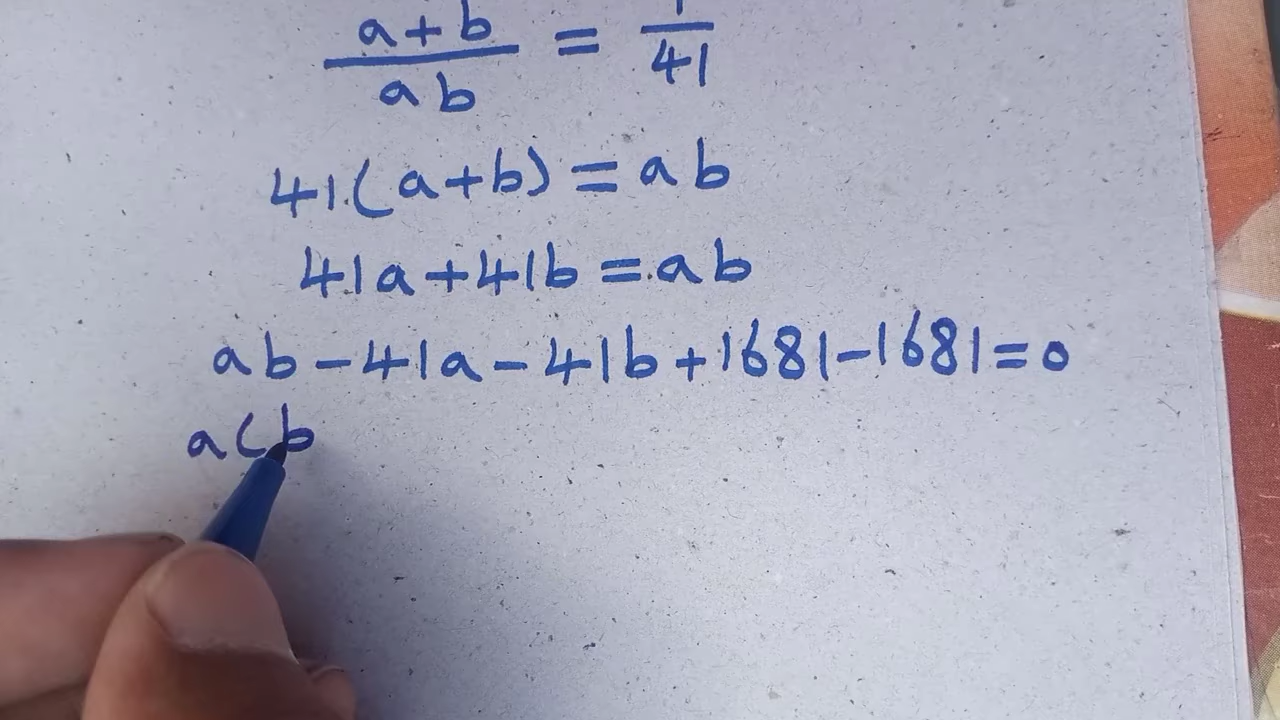 a+b/ab = 1/41
41(a+b) = ab
41a+41b = ab
ab-41a-41b+1681-1681=0
a(b